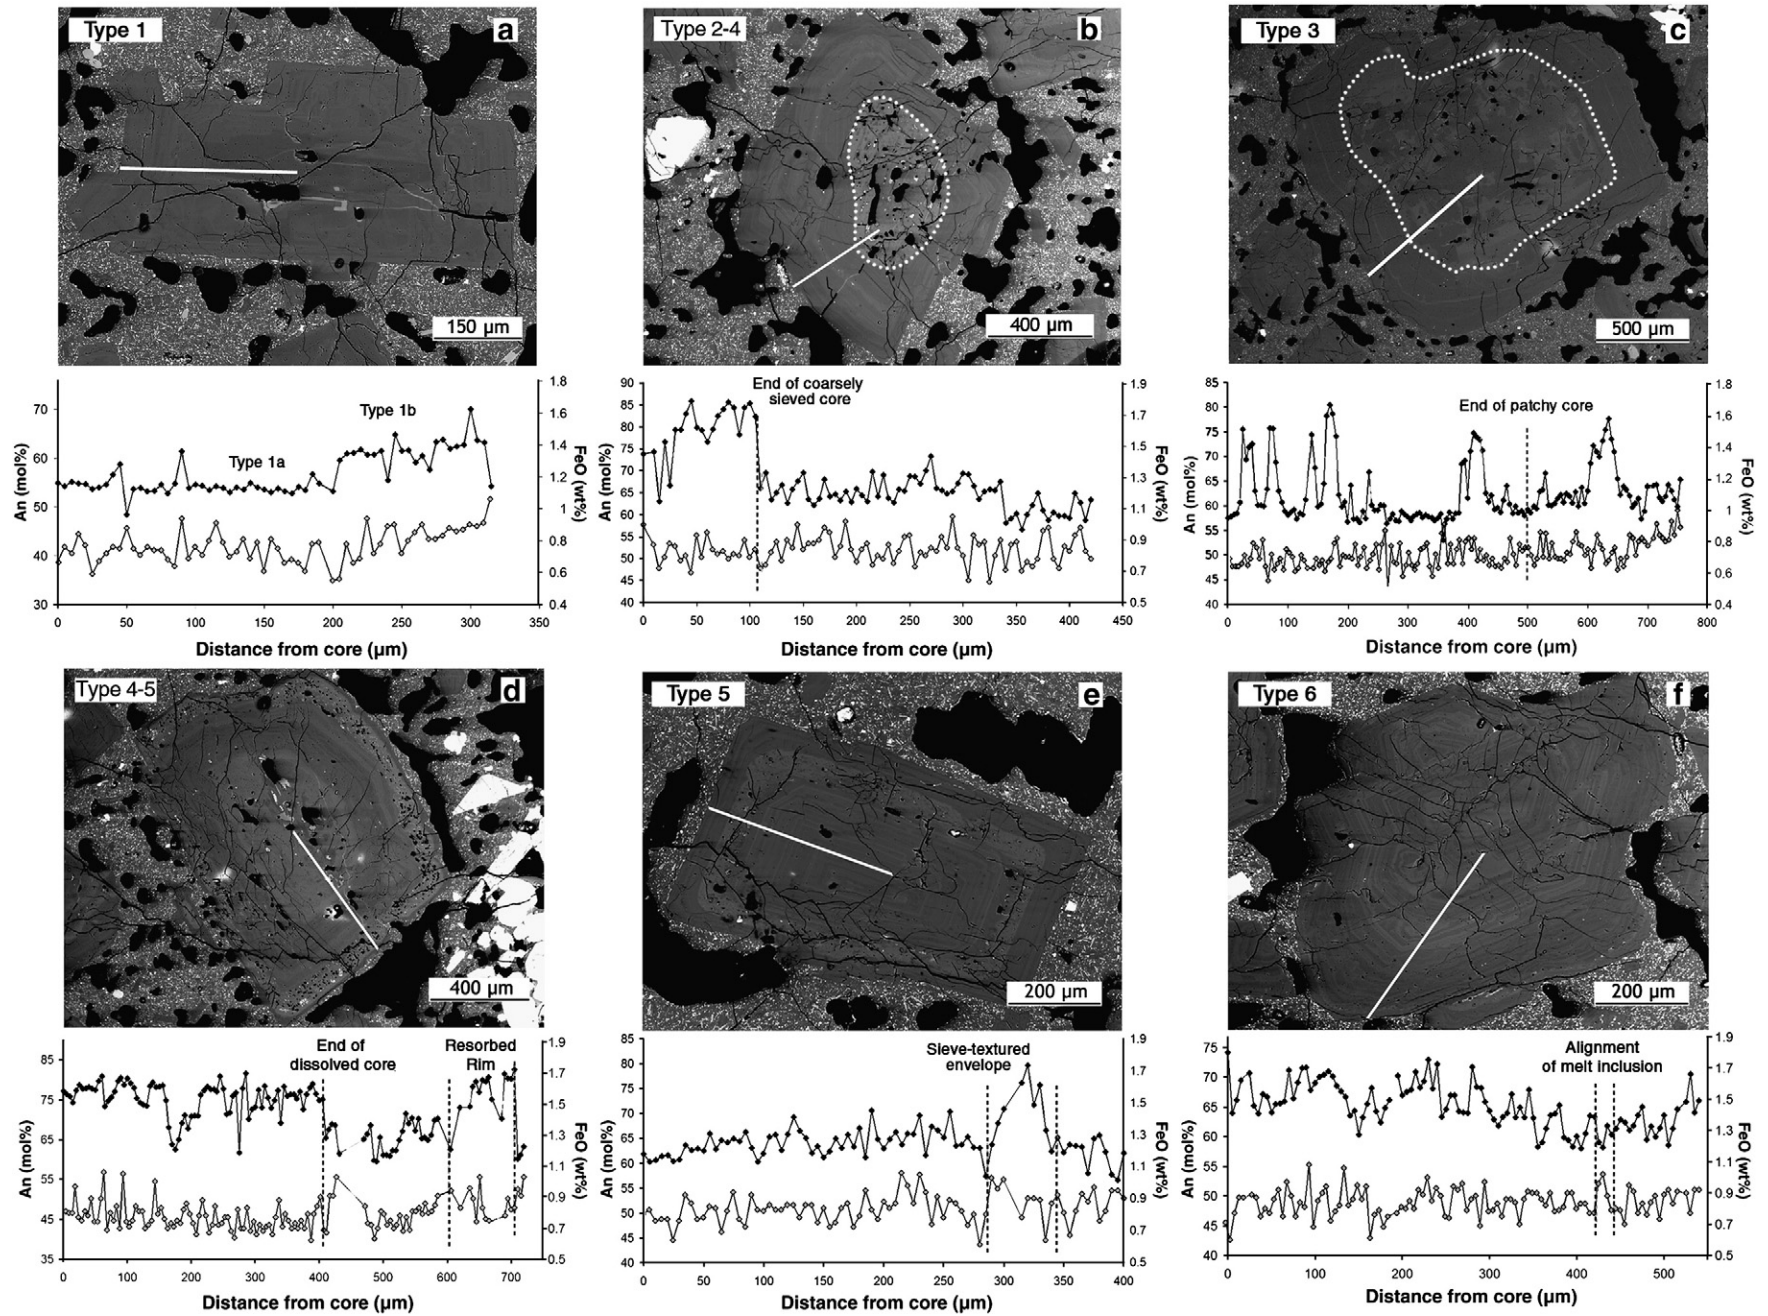 Type 1
a
150 µm
Type 2-4
b
400 µm
Type 3
c
500 µm
An (mol%)
70
60
50
40
30
Type 1a
Type 1b
1.8
1.6
1.4
1.2
1
0.8
0.6
0.4
FeO (wt%)
0 50 100 150 200 250 300 350
Distance from core (µm)
An (mol%)
90
85
80
75
70
65
60
55
50
45
40
End of coarsely
sieved core
1.9
1.7
1.5
1.3
1.1
0.9
0.7
0.5
FeO (wt%)
0 50 100 150 200 250 300 350 400 450
Distance from core (µm)
An (mol%)
85
80
75
70
65
60
55
50
45
40
End of patchy core
1.8
1.6
1.4
1.2
1
0.8
0.6
0.4
FeO (wt%)
0 100 200 300 400 500 600 700 800
Distance from core (µm)
Type 4-5
d
400 µm
Type 5
e
200 µm
Type 6
f
200 µm
An (mol%)
85
75
65
55
45
35
End of
dissolved core
Resorbed
Rim
1.9
1.7
1.5
1.3
1.1
0.9
0.7
0.5
FeO (wt%)
0 100 200 300 400 500 600 700
Distance from core (µm)
An (mol%)
85
80
75
70
65
60
55
50
45
40
Sieve-textured
envelope
1.9
1.7
1.5
1.3
1.1
0.9
0.7
0.5
FeO (wt%)
0 50 100 150 200 250 300 350 400
Distance from core (µm)
An (mol%)
75
70
65
60
55
50
45
40
Alignment
of melt inclusion
1.9
1.7
1.5
1.3
1.1
0.9
0.7
0.5
FeO (wt%)
0 100 200 300 400 500
Distance from core (µm)